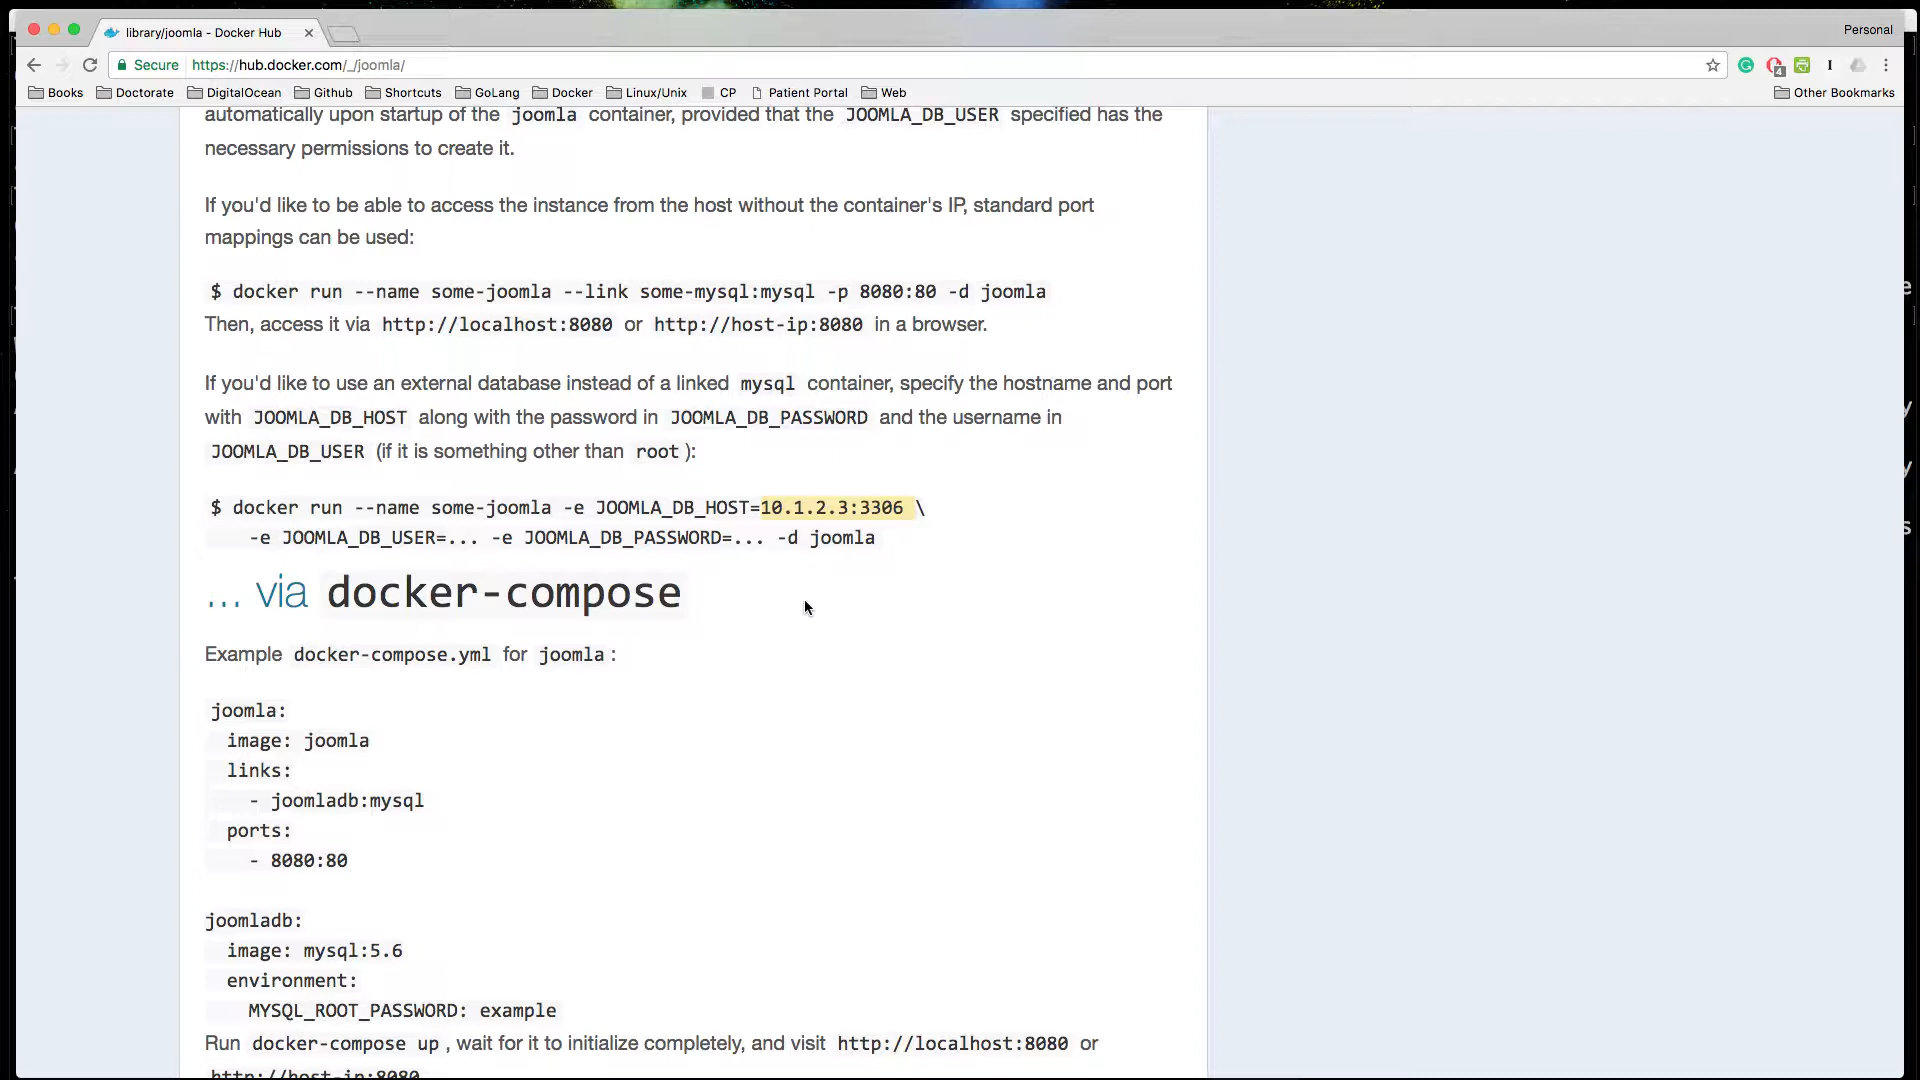 library/joomla - Docker Hub
Personal
Secure https://hub.docker.com/_/joomla/
Books Doctorate DigitalOcean Github Shortcuts GoLang Docker Linux/Unix CP Patient Portal Web Other Bookmarks
automatically upon startup of the joomla container, provided that the JOOMLA_DB_USER specified has the
necessary permissions to create it.
If you'd like to be able to access the instance from the host without the container's IP, standard port
mappings can be used:
$ docker run --name some-joomla --link some-mysql:mysql -p 8080:80 -d joomla
Then, access it via http://localhost:8080 or http://host-ip:8080 in a browser.
If you'd like to use an external database instead of a linked mysql container, specify the hostname and port
with JOOMLA_DB_HOST along with the password in JOOMLA_DB_PASSWORD and the username in
JOOMLA_DB_USER (if it is something other than root ):
$ docker run --name some-joomla -e JOOMLA_DB_HOST=10.1.2.3:3306 \
-e JOOMLA_DB_USER=... -e JOOMLA_DB_PASSWORD=... -d joomla
... via docker-compose
Example docker-compose.yml for joomla :
joomla:
image: joomla
links:
- joomladb:mysql
ports:
- 8080:80
joomladb:
image: mysql:5.6
environment:
MYSQL_ROOT_PASSWORD: example
Run docker-compose up , wait for it to initialize completely, and visit http://localhost:8080 or
http://host-ip:8080